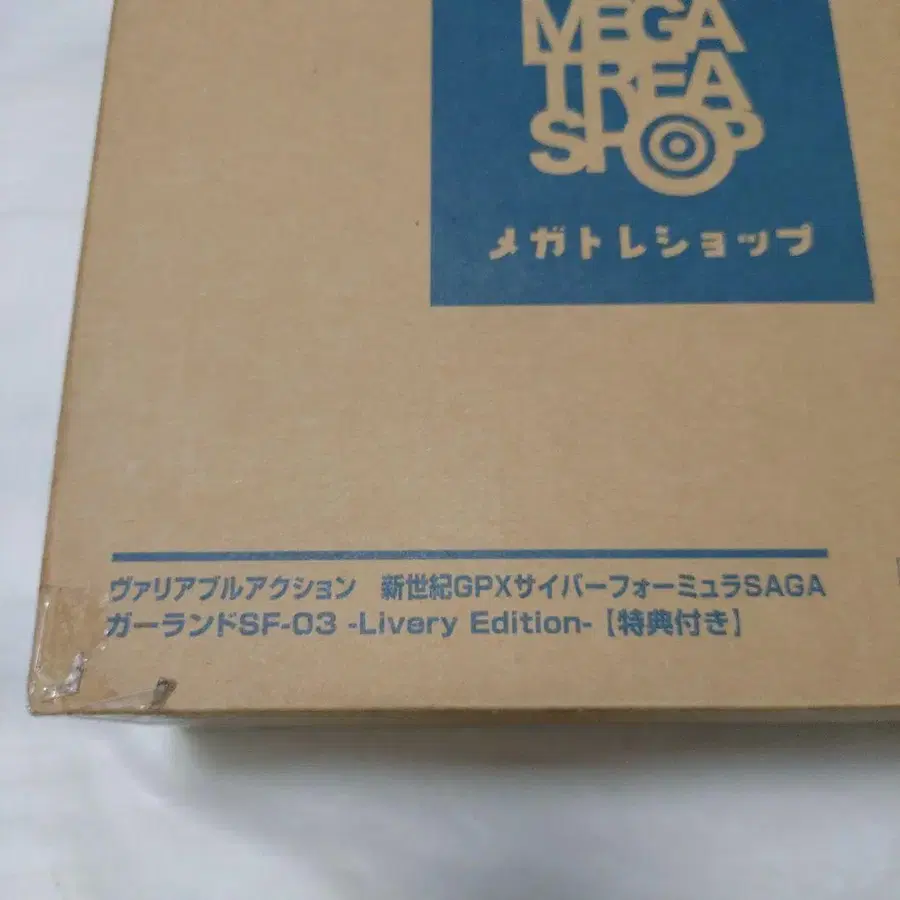 MEGA
TREA
SHOP
メガトレショップ
ヴァリアブルアクション　新世紀GPXサイバーフォーミュラSAGA
ガーランドSF-03 -Livery Edition-【特典付き】